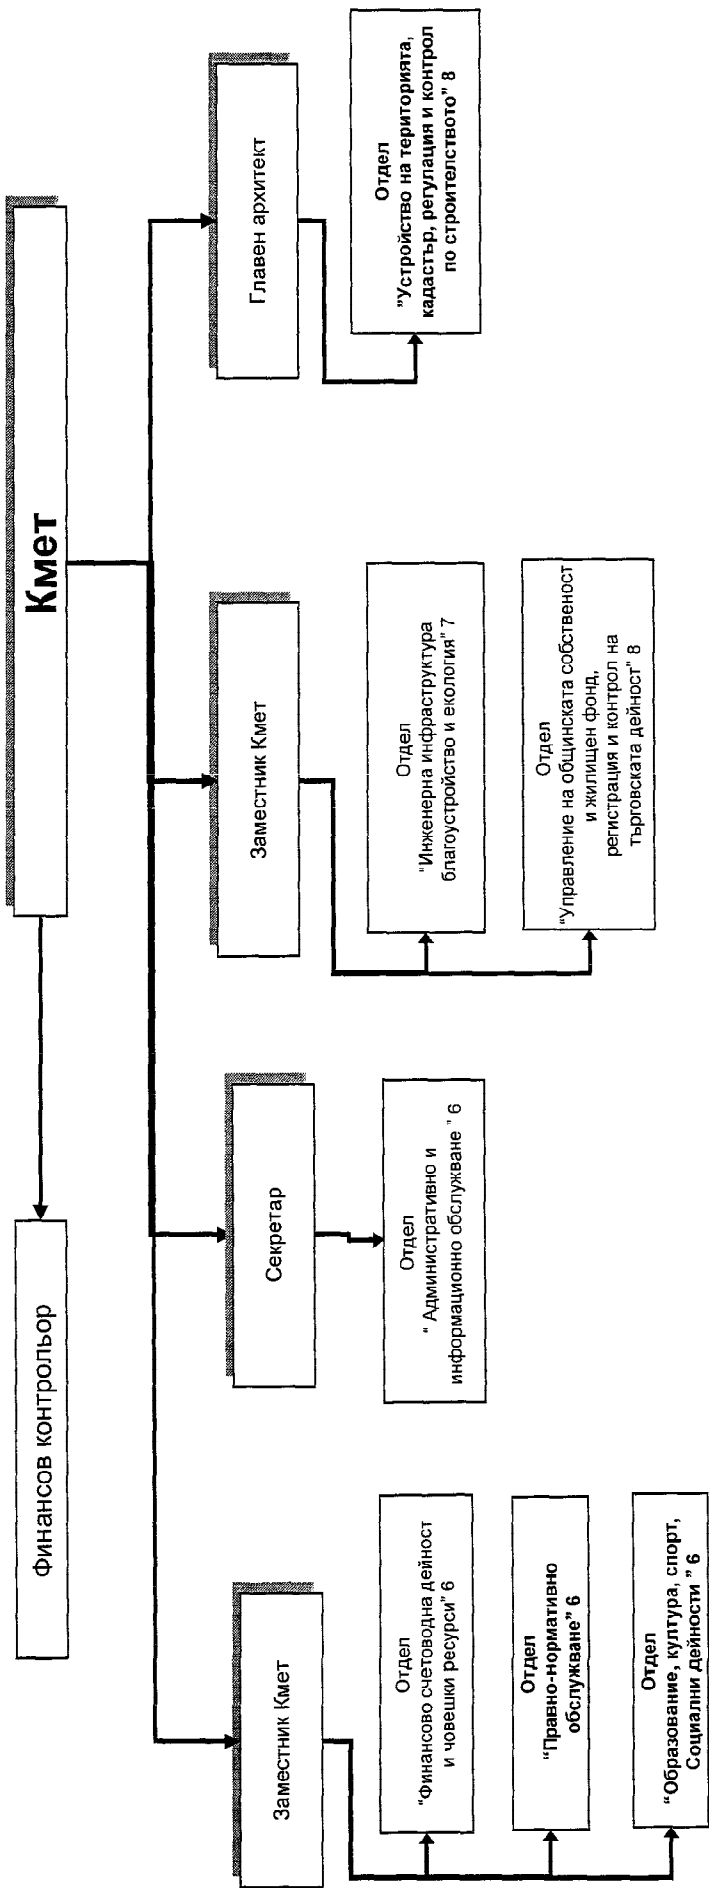 Кмет
Финансов контрольор
Заместник Кмет
Секретар
Заместник Кмет
Главен архитект
Отдел
“Финансово счетоводна дейност
и човешки ресурси” 6
Отдел
“Правно-нормативно
обслужване” 6
Отдел
“Образование, култура, спорт,
Социални дейности ” 6
Отдел
“ Административно и
информационно обслужване ” 6
Отдел
“Инженерна инфраструктура
благоустройство и екология” 7
Отдел
“Управление на общинската собственост
и жилищен фонд,
регистрация и контрол на
търговската дейност” 8
Отдел
”Устройство на територията,
кадастър, регулация и контрол
по строителството” 8